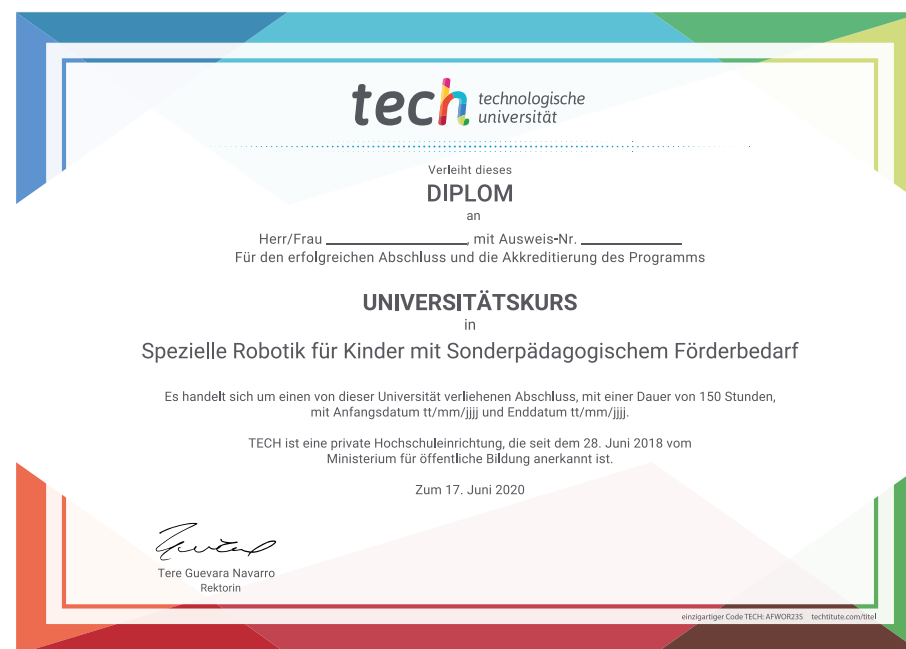 tech technologische
universität
Verleiht dieses
DIPLOM
an
Herr/Frau ____________________, mit Ausweis-Nr. ______________
Für den erfolgreichen Abschluss und die Akkreditierung des Programms
UNIVERSITÄTSKURS
in
Spezielle Robotik für Kinder mit Sonderpädagogischem Förderbedarf
Es handelt sich um einen von dieser Universität verliehenen Abschluss, mit einer Dauer von 150 Stunden,
mit Anfangsdatum tt/mm/jjjj und Enddatum tt/mm/jjjj.
TECH ist eine private Hochschuleinrichtung, die seit dem 28. Juni 2018 vom
Ministerium für öffentliche Bildung anerkannt ist.
Zum 17. Juni 2020
Tere Guevara Navarro
Rektorin
einzigartiger Code TECH: AFWOR23S techtitute.com/titel